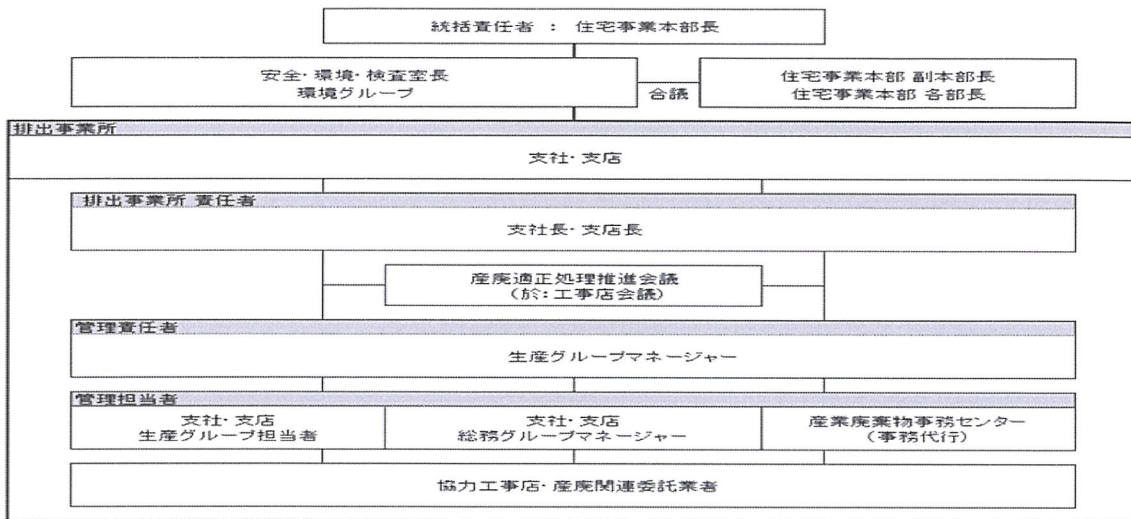 統括責任者 : 住宅事業本部長
安全・環境・検査室長
環境グループ
合議
住宅事業本部 副本部長
住宅事業本部 各部長
排出事業所
支社・支店
排出事業所 責任者
支社長・支店長
産廃適正処理推進会議
(於:工事店会議)
管理責任者
生産グループマネージャー
管理担当者
支社・支店
生産グループ担当者
支社・支店
総務グループマネージャー
産業廃棄物事務センター
(事務代行)
協力工事店・産廃関連委託業者